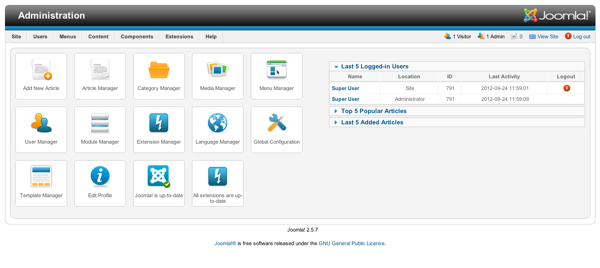 Administration
Joomla!
Site Users Menus Content Components Extensions Help
1 Visitor 1 Admin 0 View Site Log out
Add New Article Article Manager Category Manager Media Manager Menu Manager
User Manager Module Manager Extension Manager Language Manager Global Configuration
Template Manager Edit Profile Joomla! is up-to-date All extensions are up-
to-date
Last 5 Logged-in Users
Name Location ID Last Activity Logout
Super User Site 791 2012-09-24 11:59:01
Super User Administrator 791 2012-09-24 11:59:09
Top 5 Popular Articles
Last 5 Added Articles
Joomla! 2.5.7
Joomla!® is free software released under the GNU General Public License.